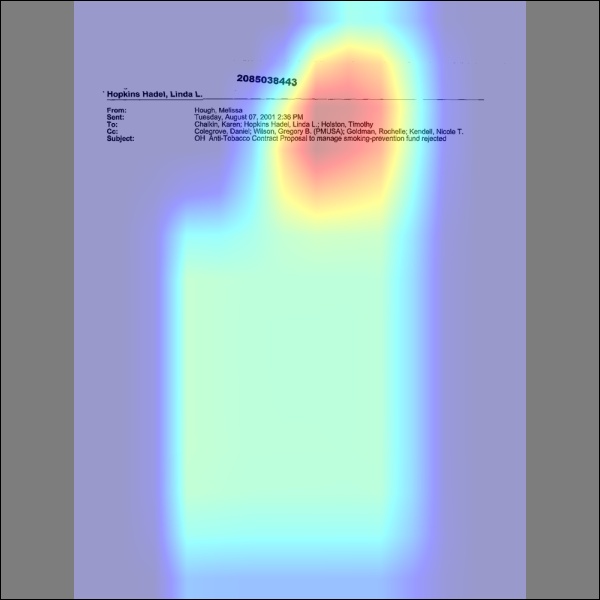 2085038443
Hopkins Hadel, Linda L.
From: Hough, Melissa
Sent: Tuesday, August 07, 2001 2:36 PM
To: Chaikin, Karen; Hopkins Hadel, Linda L.; Holston, Timothy
Cc: Colegrove, Daniel; Wilson, Gregory B. (PMUSA); Goldman, Rochelle; Kendell, Nicole T.
Subject: OH Anti-Tobacco Contract Proposal to manage smoking-prevention fund rejected